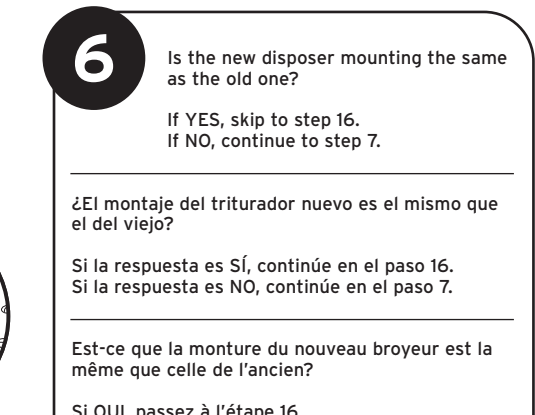 6
Is the new disposer mounting the same
as the old one?
If YES, skip to step 16.
If NO, continue to step 7.
¿El montaje del triturador nuevo es el mismo que
el del viejo?
Si la respuesta es SÍ, continúe en el paso 16.
Si la respuesta es NO, continúe en el paso 7.
Est-ce que la monture du nouveau broyeur est la
même que celle de l'ancien?
Si OUI, passez à l'étape 16.